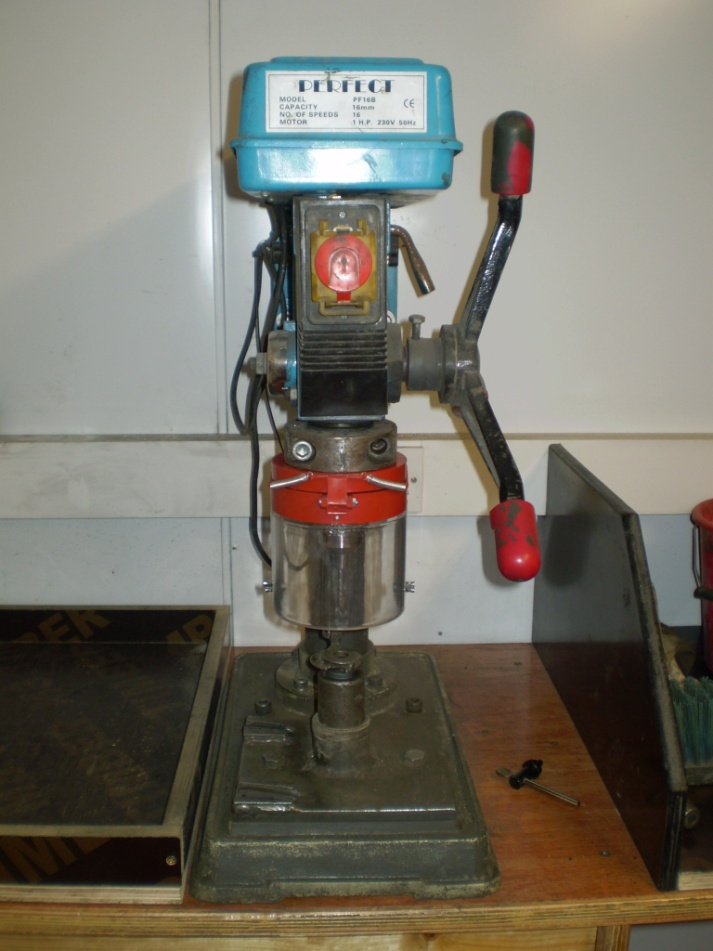 PERFECT
MODEL PF16B
CAPACITY 16mm
NO. OF SPEEDS 16
MOTOR 1 H.P. 230V 50Hz
CE